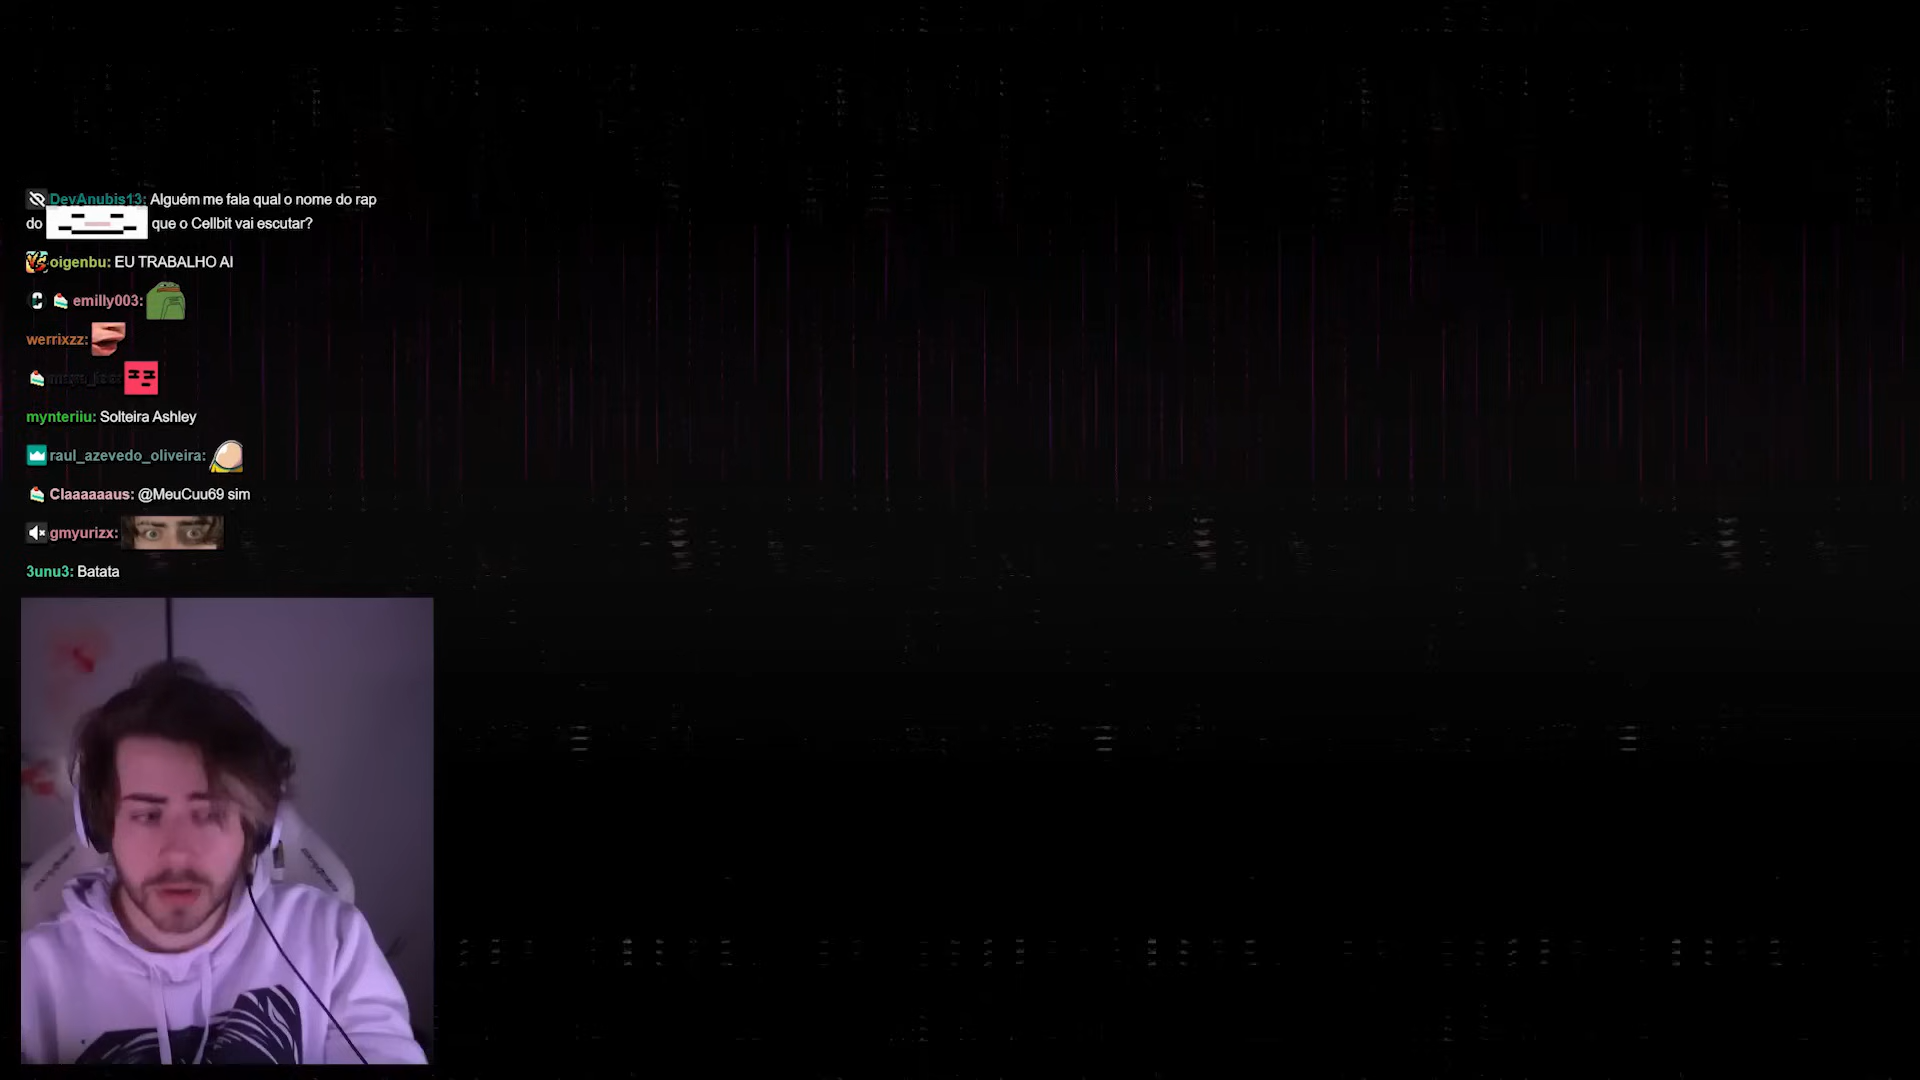 DevAnubis13: Alguém me fala qual o nome do rap
do que o Cellbit vai escutar?
oigenbu: EU TRABALHO AI
emilly003:
werrixzz:
mynteriiu: Solteira Ashley
raul_azevedo_oliveira:
Claaaaaaus: @MeuCuu69 sim
gmyurizx:
3unu3: Batata